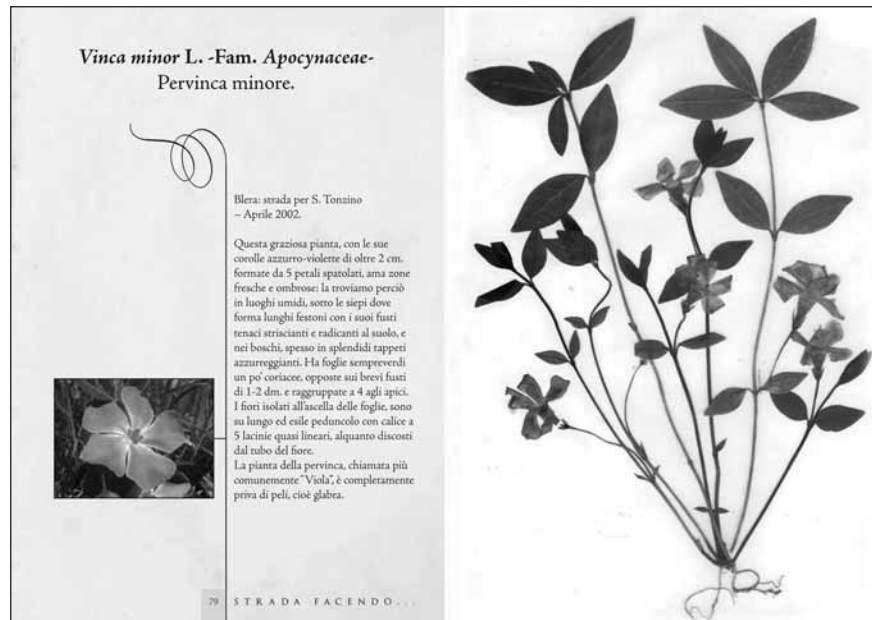 Vinca minor L. -Fam. Apocynaceae-
Pervinca minore.
Blera: strada per S. Tonzino
– Aprile 2002.
Questa graziosa pianta, con le sue
corolle azzurro-violette di oltre 2 cm.
formate da 5 petali spatolati, ama zone
fresche e ombrose: la troviamo perciò
in luoghi umidi, sotto le siepi dove
forma lunghi festoni con i suoi fusti
tenaci striscianti e radicanti al suolo, e
nei boschi, spesso in splendidi tappeti
azzurreggianti. Ha foglie sempreverdi
un po' coriacee, opposte sui brevi fusti
di 1-2 dm. e raggruppate a 4 agli apici.
I fiori isolati all'ascella delle foglie, sono
su lungo ed esile peduncolo con calice a
5 lacinie quasi lineari, alquanto discosti
dal tubo del fiore.
La pianta della pervinca, chiamata più
comunemente "Viola", è completamente
priva di peli, cioè glabra.
79 STRADA FACENDO...